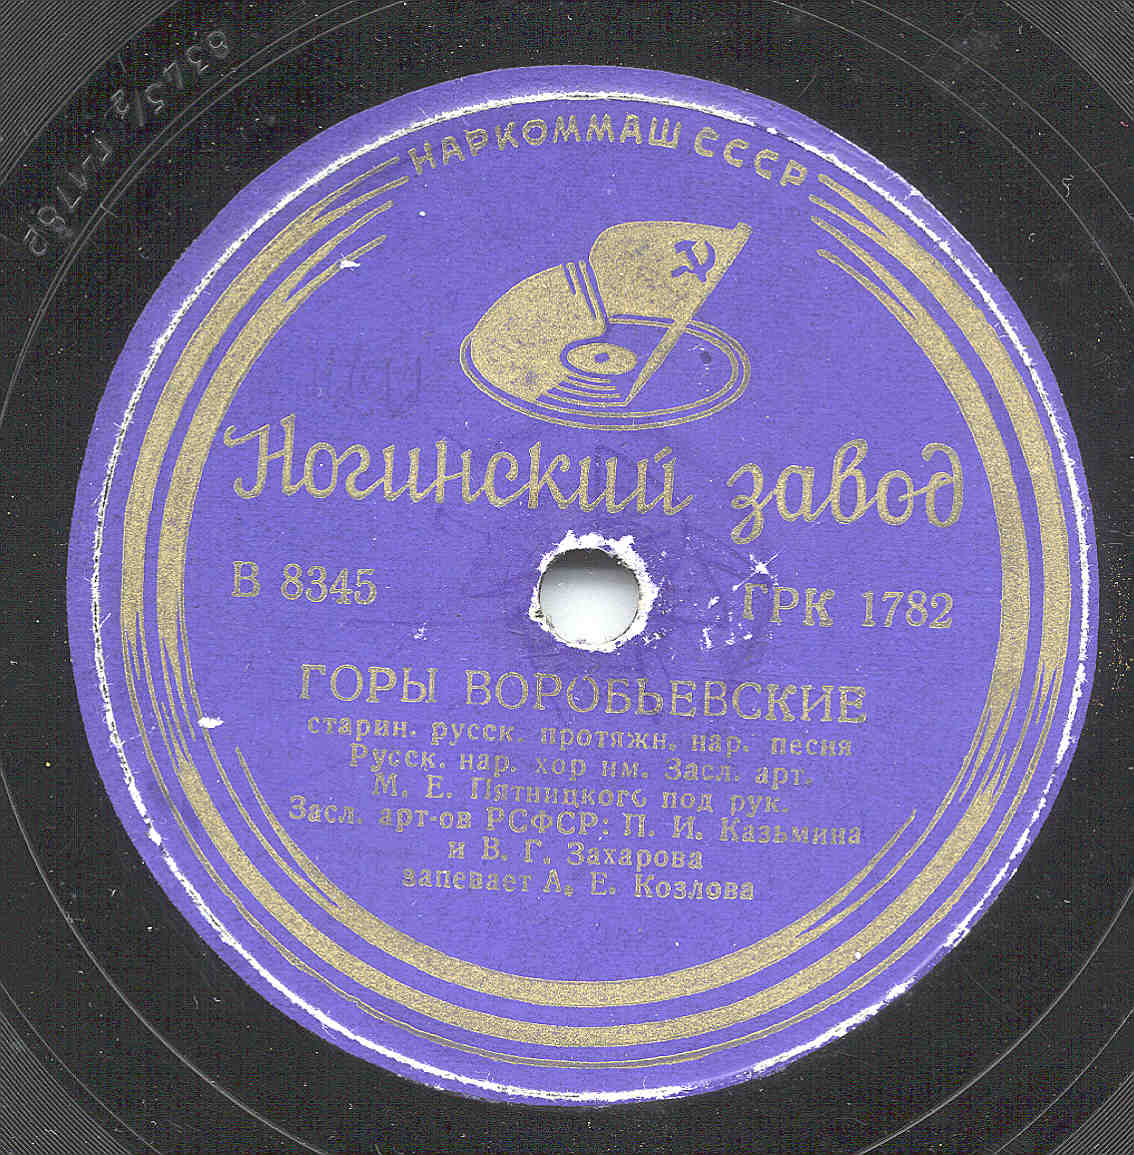 НАРКОММАШ СССР
Ногинский завод
В 8345
ГРК 1782
ГОРЫ ВОРОБЬЕВСКИЕ
старин. русск. протяжн. нар. песня
Русск. нар. хор им. Засл. арт.
М. Е. Пятницкого под рук.
Засл. арт-ов РСФСР: П. И. Казьмина
и В. Г. Захарова
запевает А. Е. Козлова